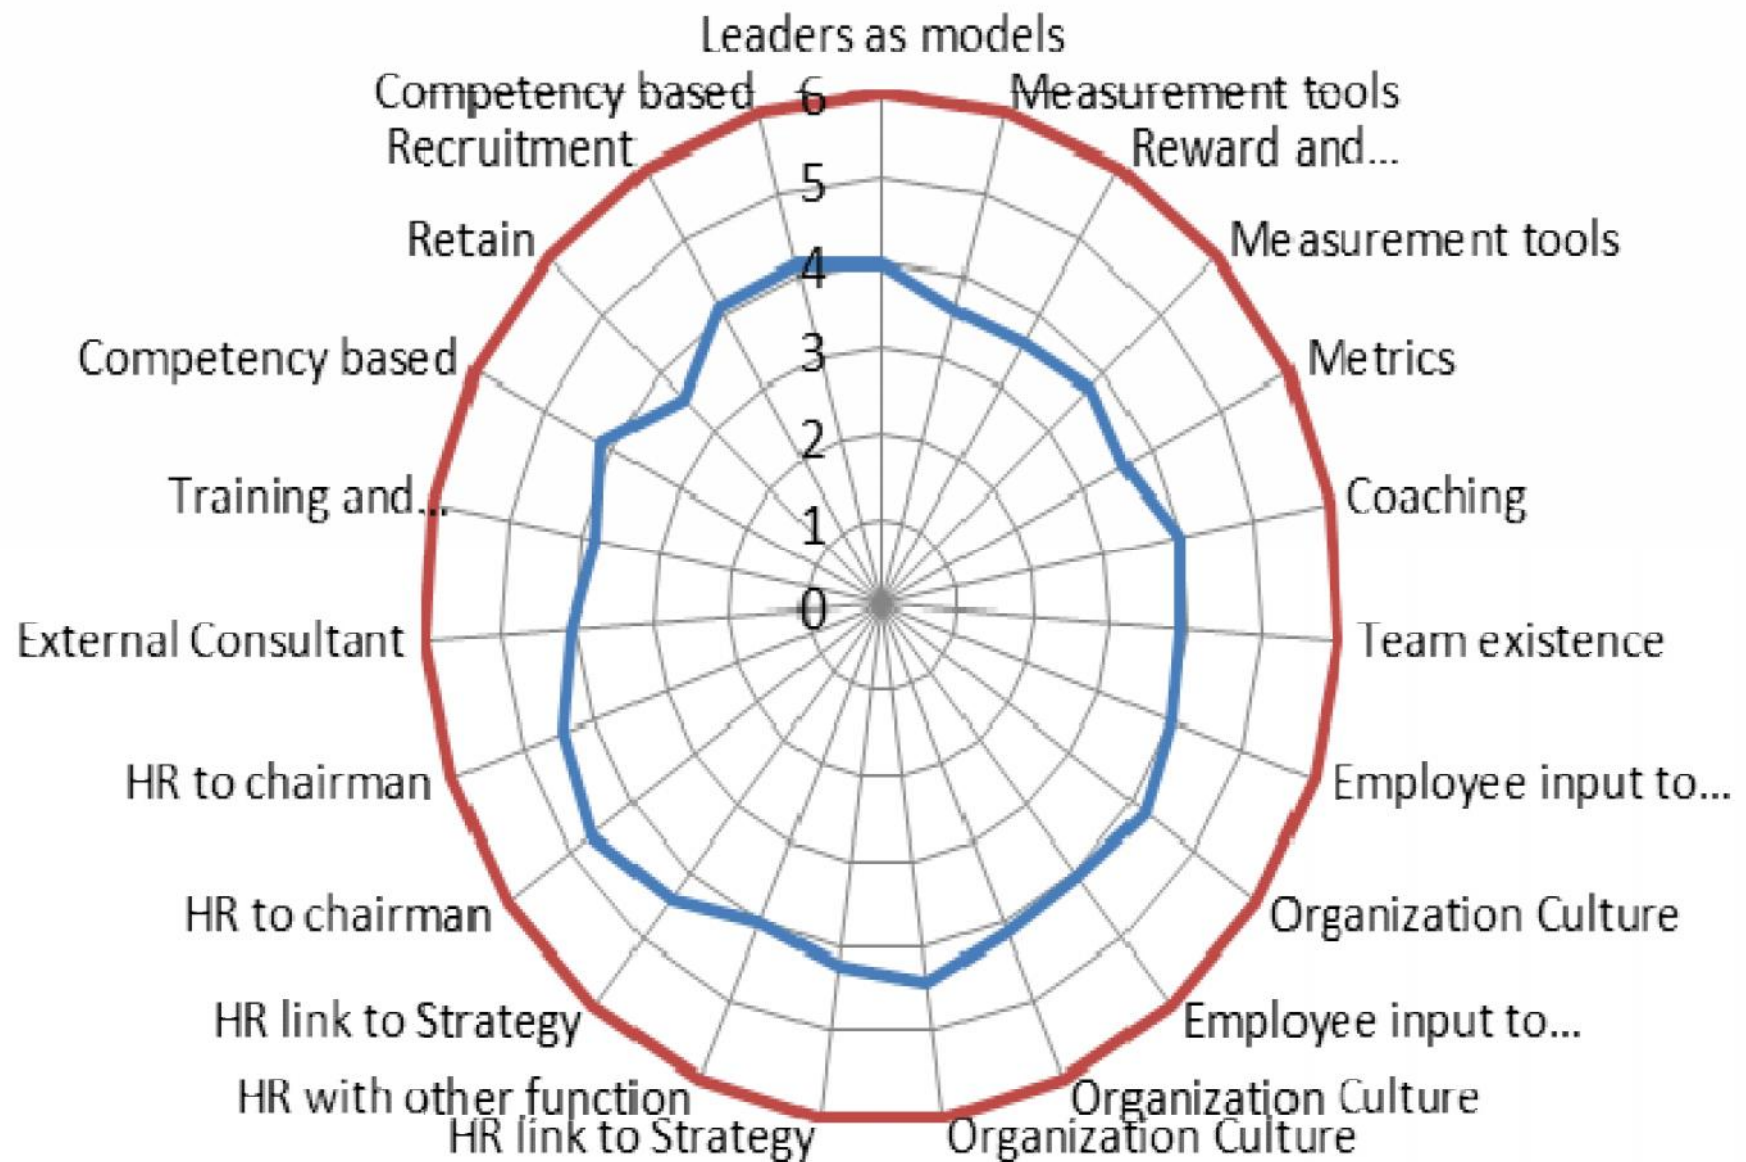 Leaders as models
Measurement tools
Reward and...
Measurement tools
Metrics
Coaching
Team existence
Employee input to...
Organization Culture
Employee input to...
Organization Culture
Organization Culture
HR link to Strategy
HR with other function
HR link to Strategy
HR to chairman
HR to chairman
External Consultant
Training and...
Competency based
Retain
Recruitment
Competency based
6
5
4
3
2
1
0